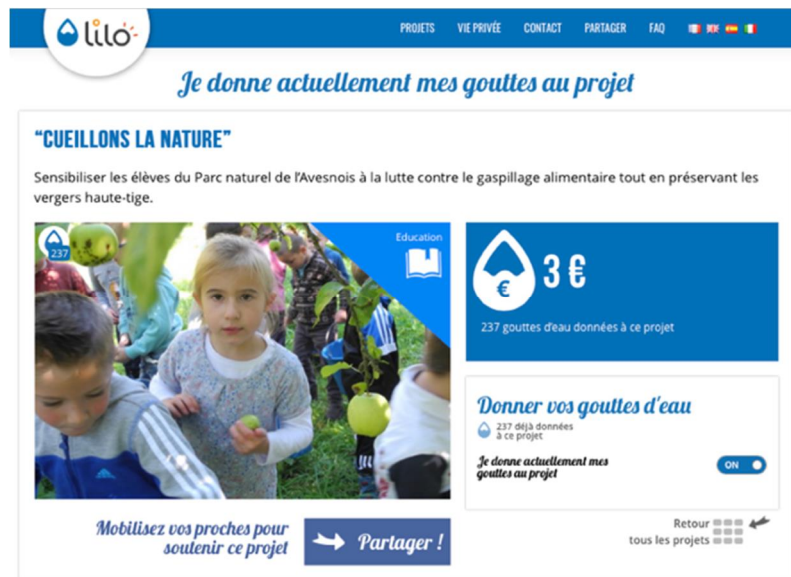 lilo
PROJETS VIE PRIVÉE CONTACT PARTAGER FAQ
Je donne actuellement mes gouttes au projet
“CUEILLONS LA NATURE”
Sensibiliser les élèves du Parc naturel de l’Avesnois à la lutte contre le gaspillage alimentaire tout en préservant les
vergers haute-tige.
237
Education
€
3 €
237 gouttes d'eau données à ce projet
Donner vos gouttes d'eau
237 déjà données
à ce projet
Je donne actuellement mes
gouttes au projet
ON
Mobilisez vos proches pour
soutenir ce projet
Partager !
Retour
tous les projets